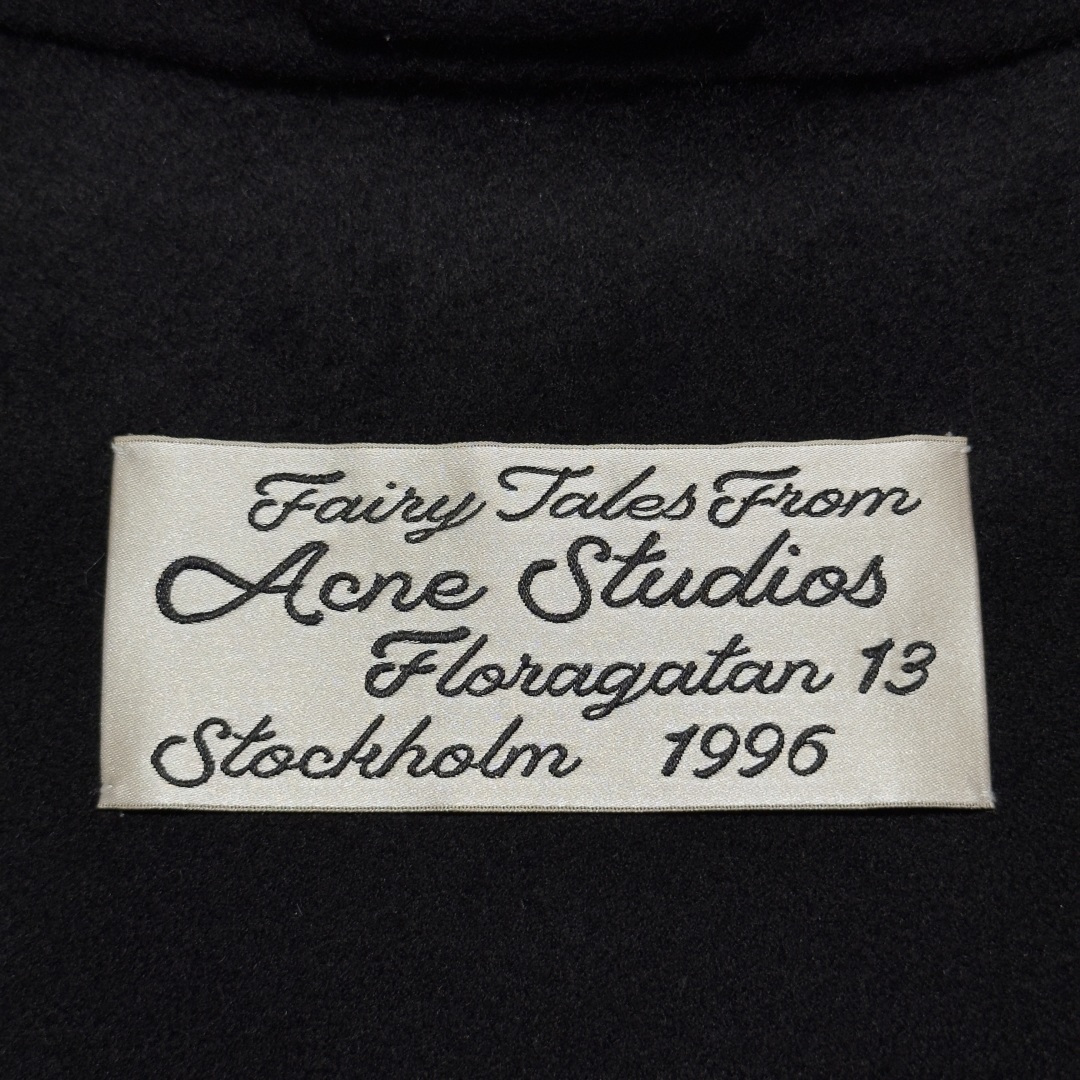 Fairy Tales From
Acne Studios
Floragatan 13
Stockholm 1996